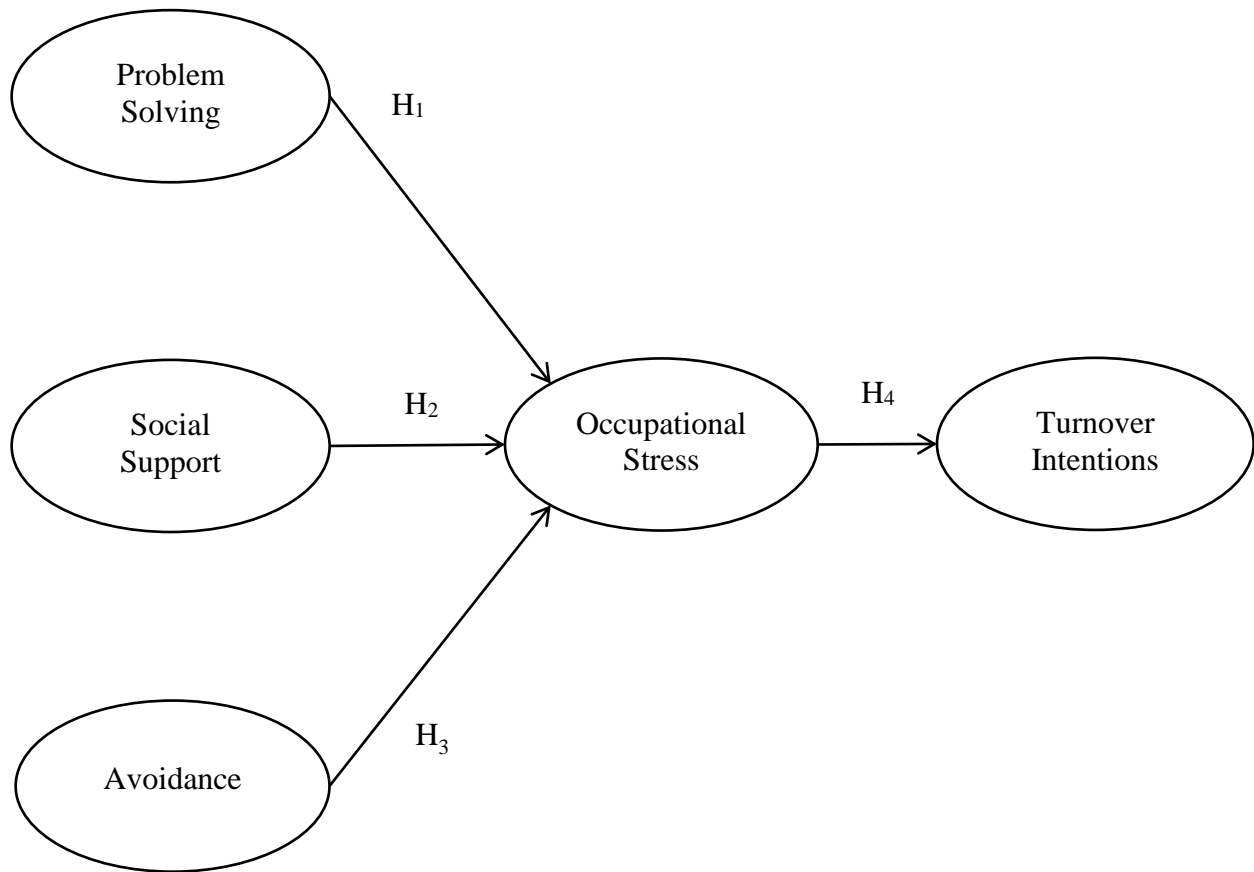 Problem
Solving
H1
Social
Support
H2
Occupational
Stress
H4
Turnover
Intentions
H3
Avoidance